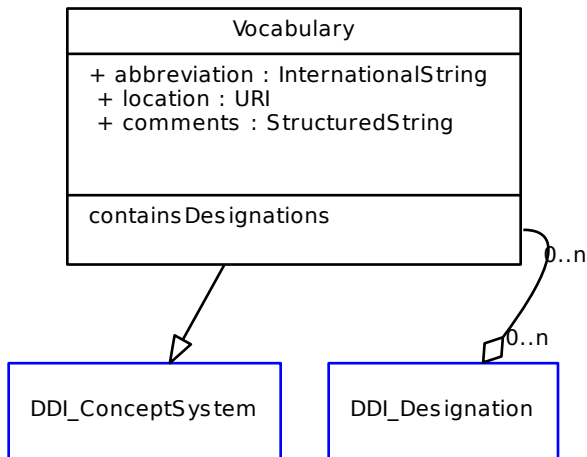 Vocabulary
+ abbreviation : InternationalString
+ location : URI
+ comments : StructuredString
containsDesignations
0..n
0..n
DDI_ConceptSystem
DDI_Designation